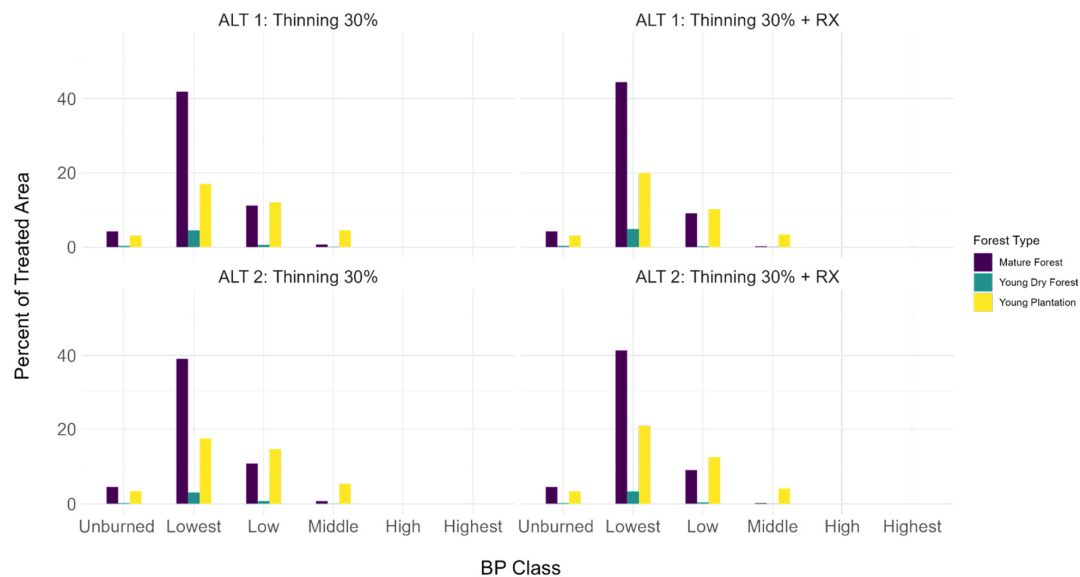 ALT 1: Thinning 30%
ALT 1: Thinning 30% + RX
40
20
0
ALT 2: Thinning 30%
ALT 2: Thinning 30% + RX
40
20
0
Percent of Treated Area
Unburned Lowest Low Middle High Highest
Unburned Lowest Low Middle High Highest
BP Class
Forest Type
Mature Forest
Young Dry Forest
Young Plantation